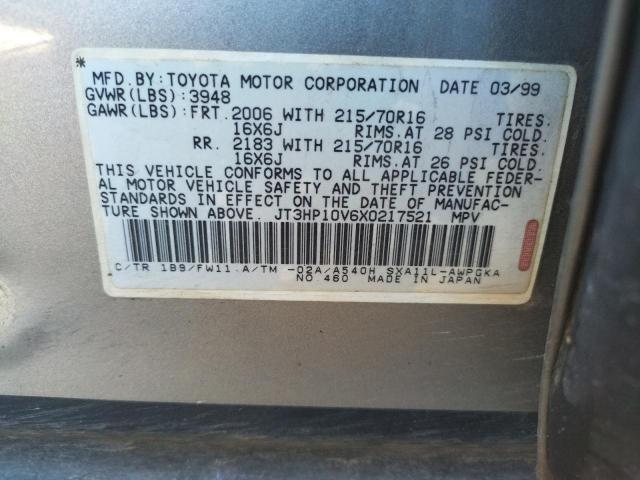 *
MFD.BY:TOYOTA MOTOR CORPORATION DATE 03/99
GVWR(LBS):3948
GAWR(LBS):FRT.2006 WITH 215/70R16 TIRES.
16X6J RIMS.AT 28 PSI COLD.
RR. 2183 WITH 215/70R16 TIRES.
16X6J RIMS.AT 26 PSI COLD.
THIS VEHICLE CONFORMS TO ALL APPLICABLE FEDER-
AL MOTOR VEHICLE SAFETY AND THEFT PREVENTION
STANDARDS IN EFFECT ON THE DATE OF MANUFAC-
TURE SHOWN ABOVE. JT3HP10V6X0217521 MPV
C/TR 1B9/FW11.A/TM -02A/A540H SXA11L-AWPGKA
NO.460 MADE IN JAPAN